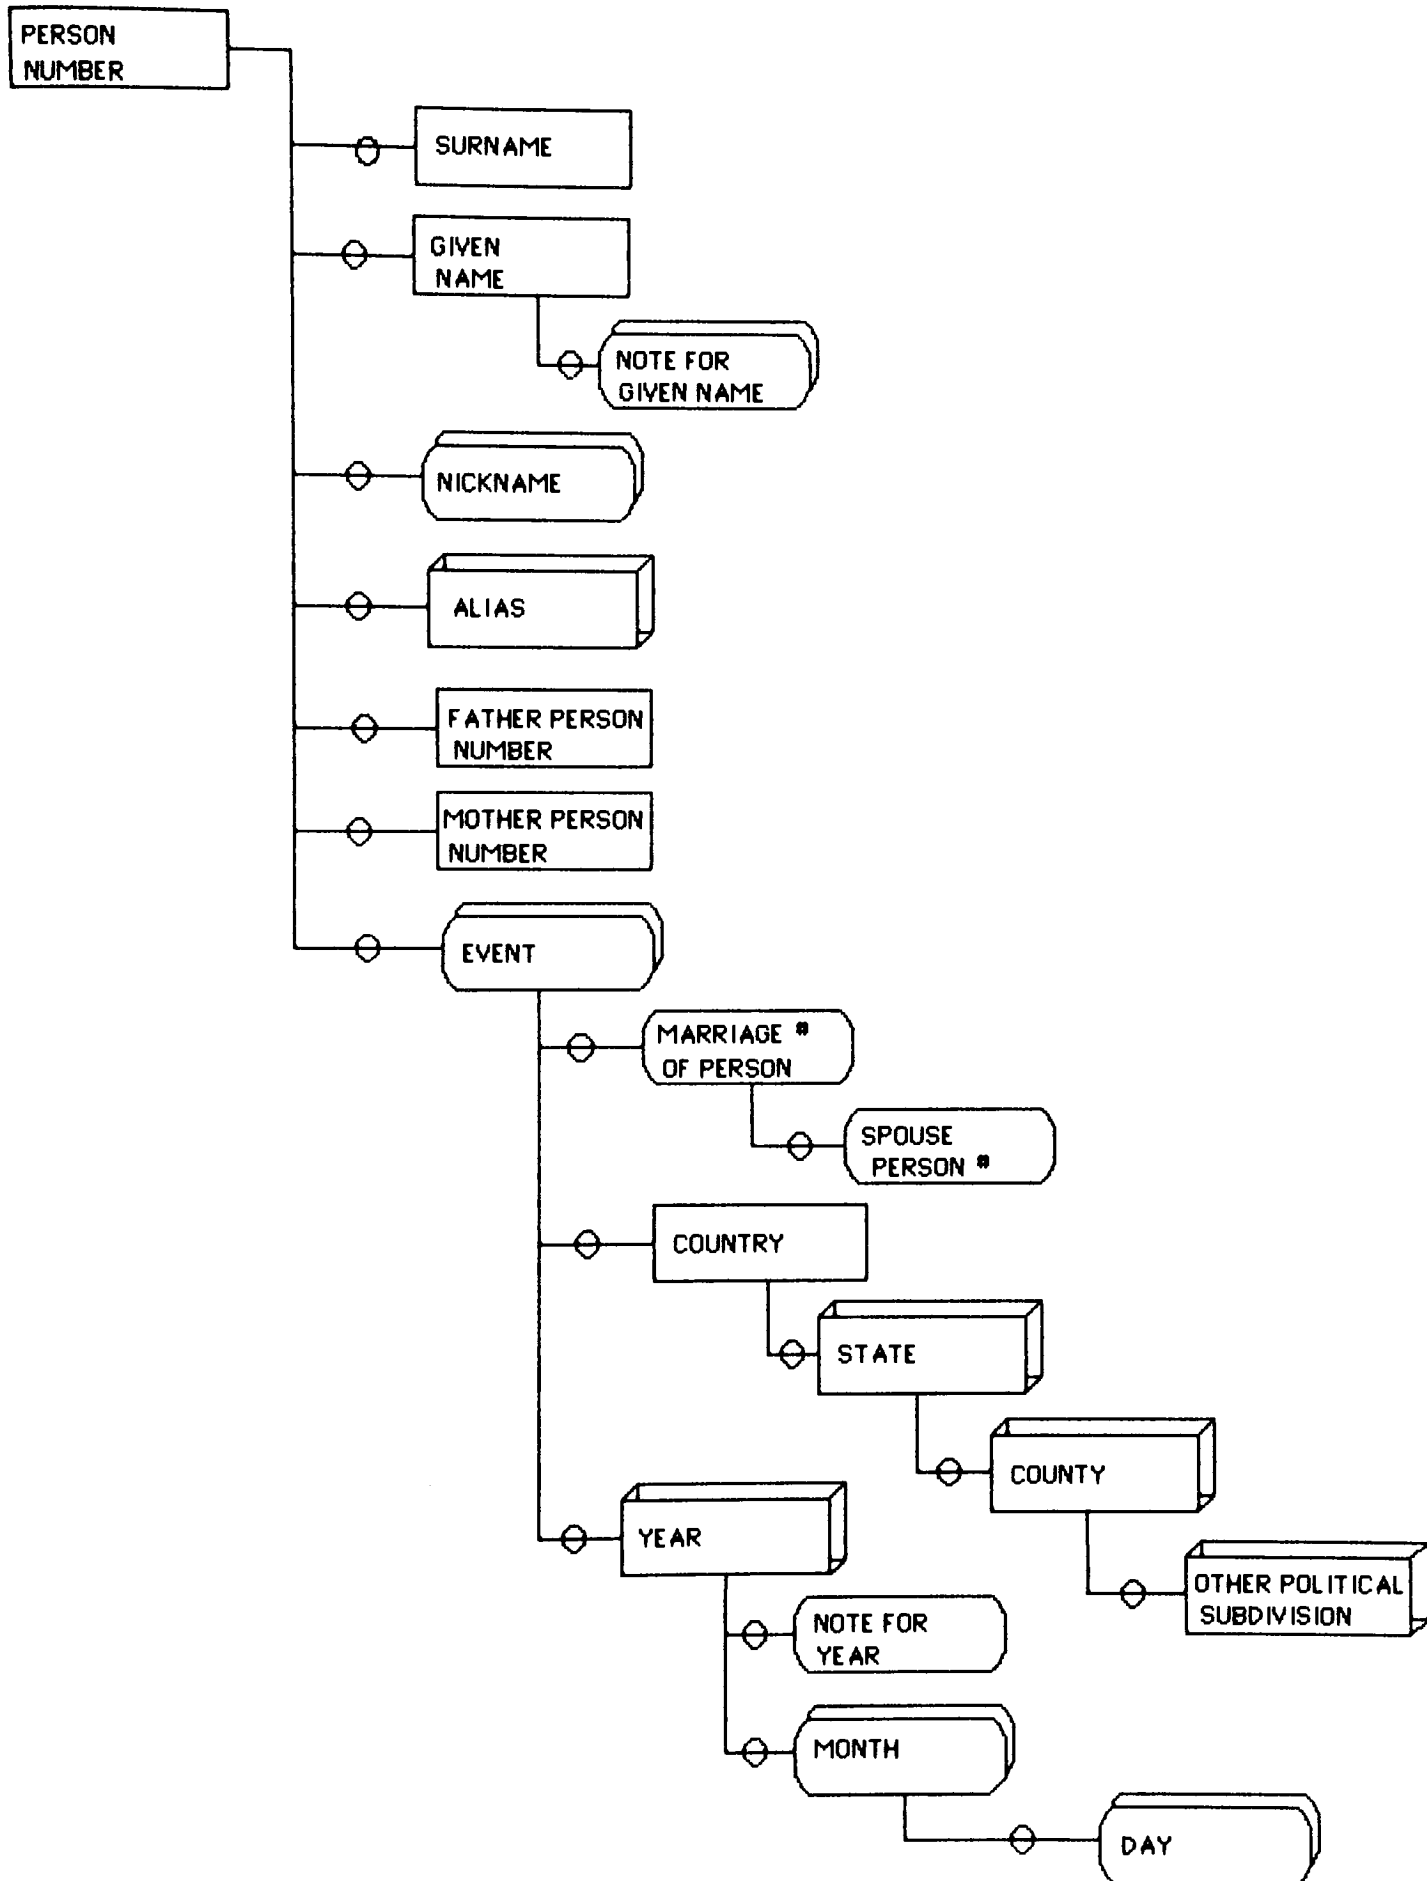 PERSON
NUMBER
SURNAME
GIVEN
NAME
NOTE FOR
GIVEN NAME
NICKNAME
ALIAS
FATHER PERSON
NUMBER
MOTHER PERSON
NUMBER
EVENT
MARRIAGE #
OF PERSON
SPOUSE
PERSON #
COUNTRY
STATE
COUNTY
YEAR
OTHER POLITICAL
SUBDIVISION
NOTE FOR
YEAR
MONTH
DAY